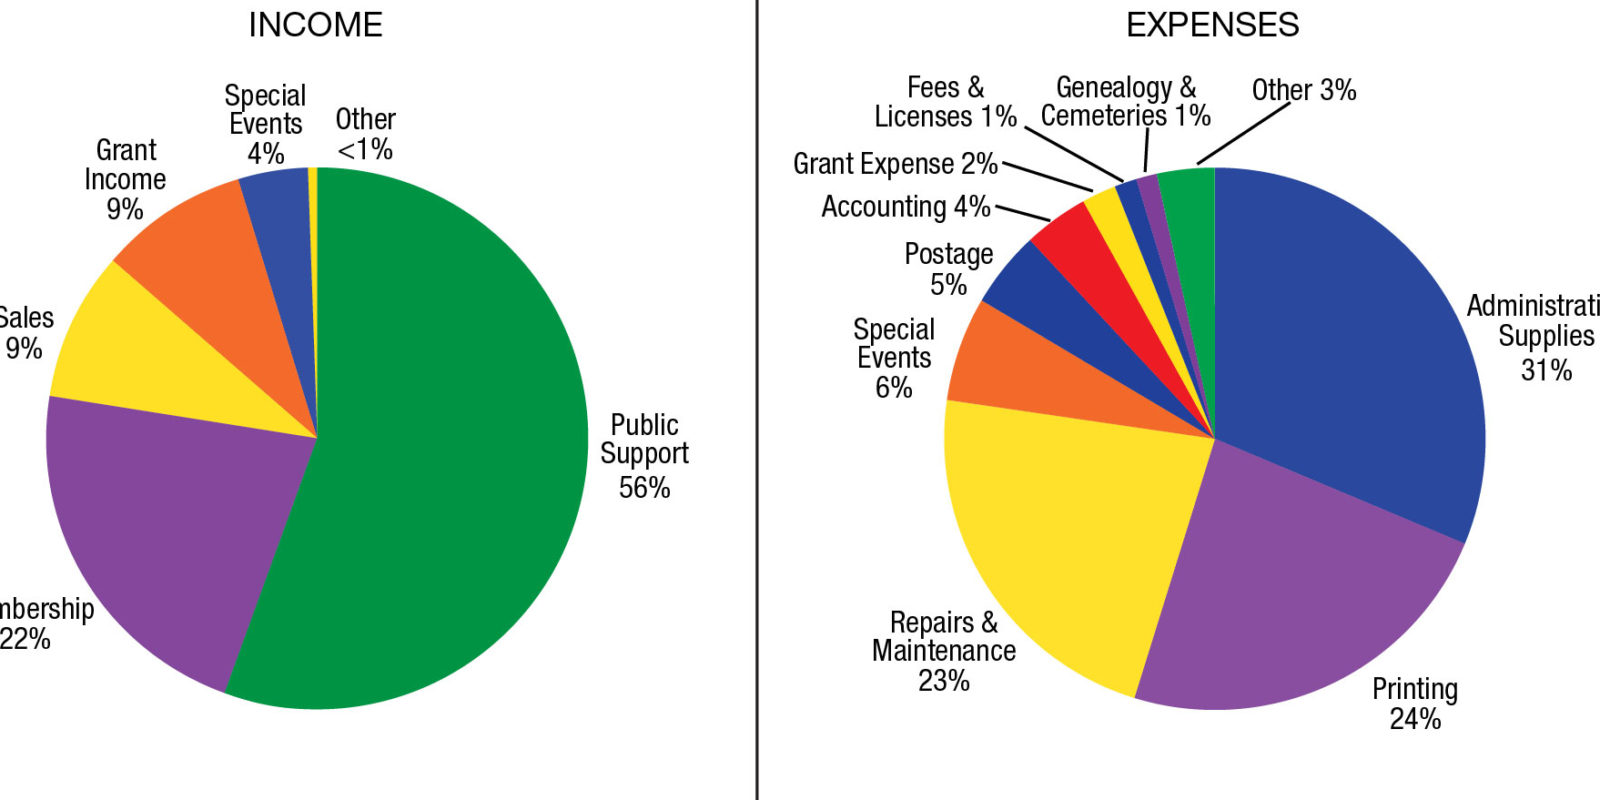 INCOME
Special
Events
4%
Other
<1%
Grant
Income
9%
Sales
9%
Public
Support
56%
mbership
22%
EXPENSES
Fees &
Licenses 1%
Genealogy &
Cemeteries 1%
Other 3%
Grant Expense 2%
Accounting 4%
Postage
5%
Special
Events
6%
Administrati
Supplies
31%
Repairs &
Maintenance
23%
Printing
24%